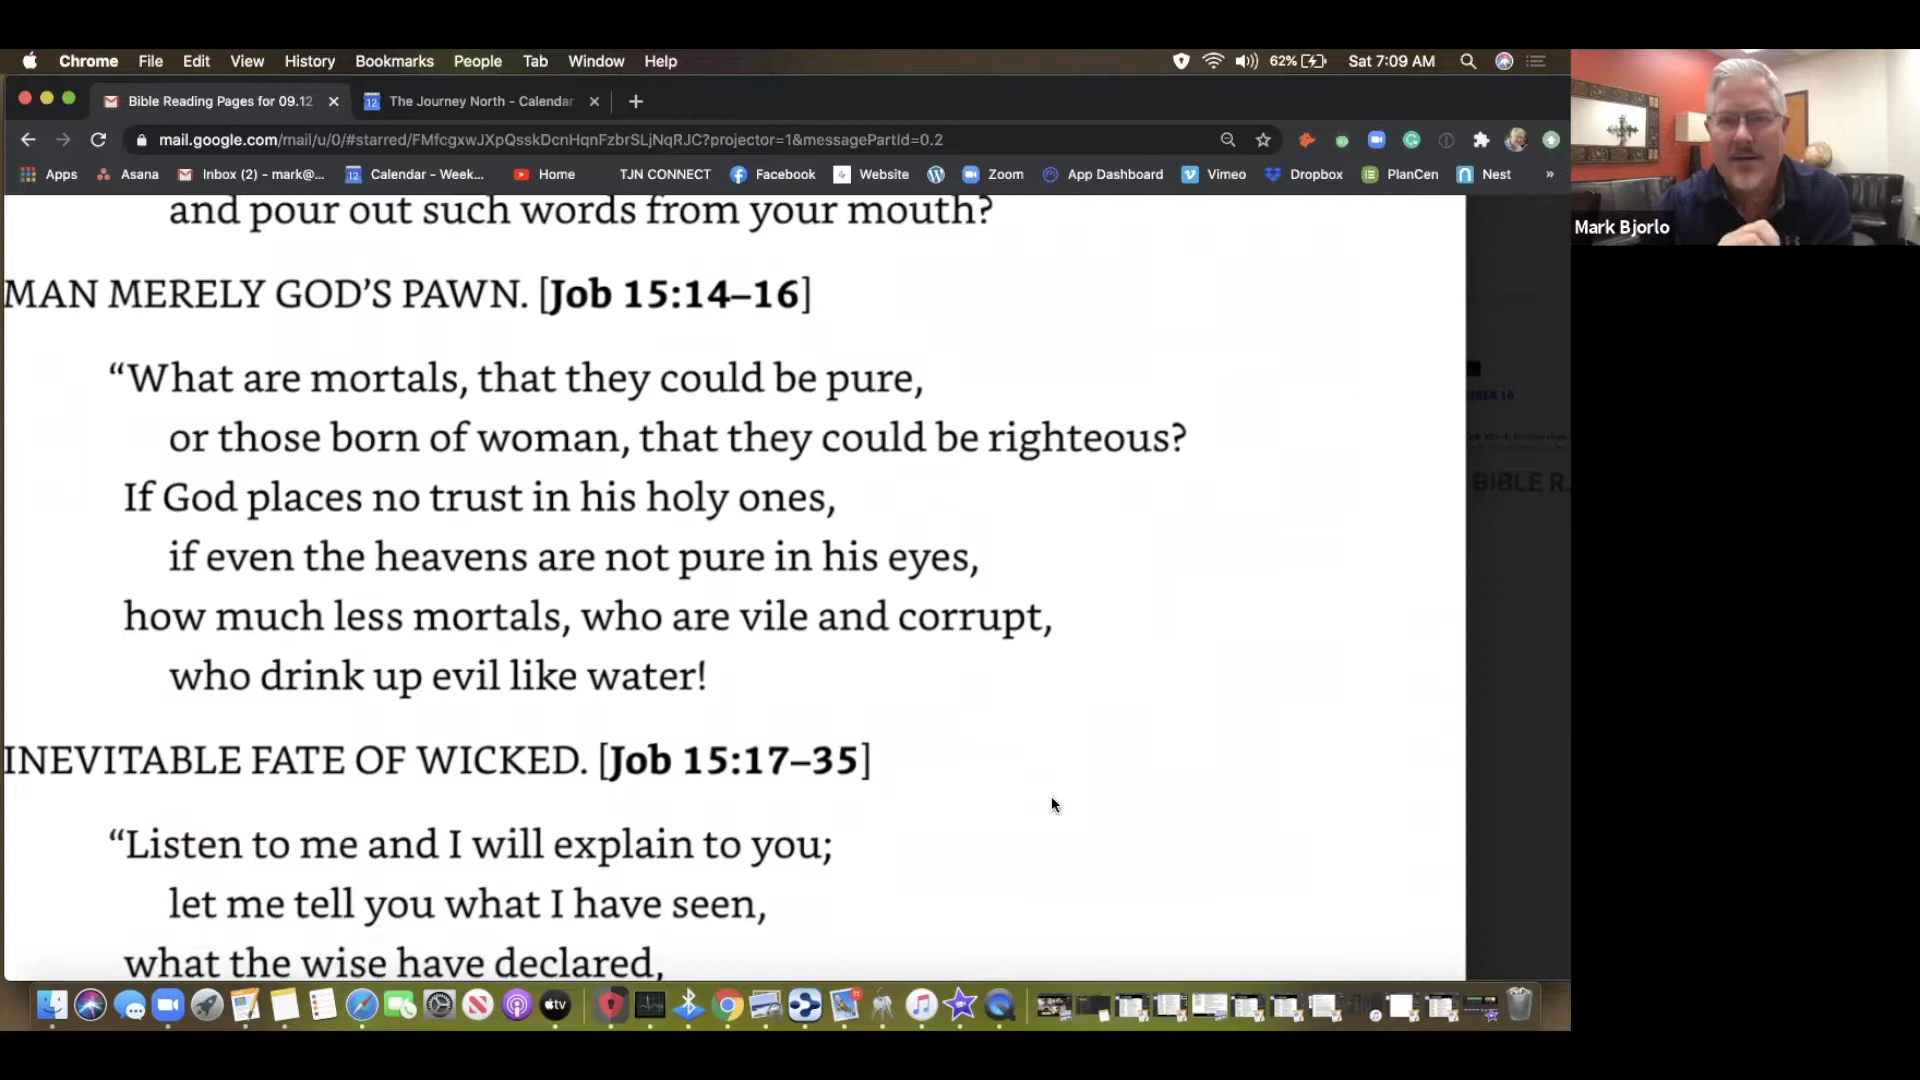 Chrome File Edit View History Bookmarks People Tab Window Help 62% Sat 7:09 AM
Bible Reading Pages for 09.12 The Journey North - Calendar
mail.google.com/mail/u/0/#starred/FMfcgxwJXpQsskDcnHqnFzbrSLjNqRJC?projector=1&messagePartId=0.2
Apps Asana Inbox (2) - mark@... Calendar - Week... Home TJN CONNECT Facebook Website Zoom App Dashboard Vimeo Dropbox PlanCen Nest »
Mark Bjorlo
and pour out such words from your mouth?
MAN MERELY GOD’S PAWN. [Job 15:14–16]
“What are mortals, that they could be pure,
or those born of woman, that they could be righteous?
If God places no trust in his holy ones,
if even the heavens are not pure in his eyes,
how much less mortals, who are vile and corrupt,
who drink up evil like water!
INEVITABLE FATE OF WICKED. [Job 15:17–35]
“Listen to me and I will explain to you;
let me tell you what I have seen,
what the wise have declared,
BIBLE R
tv